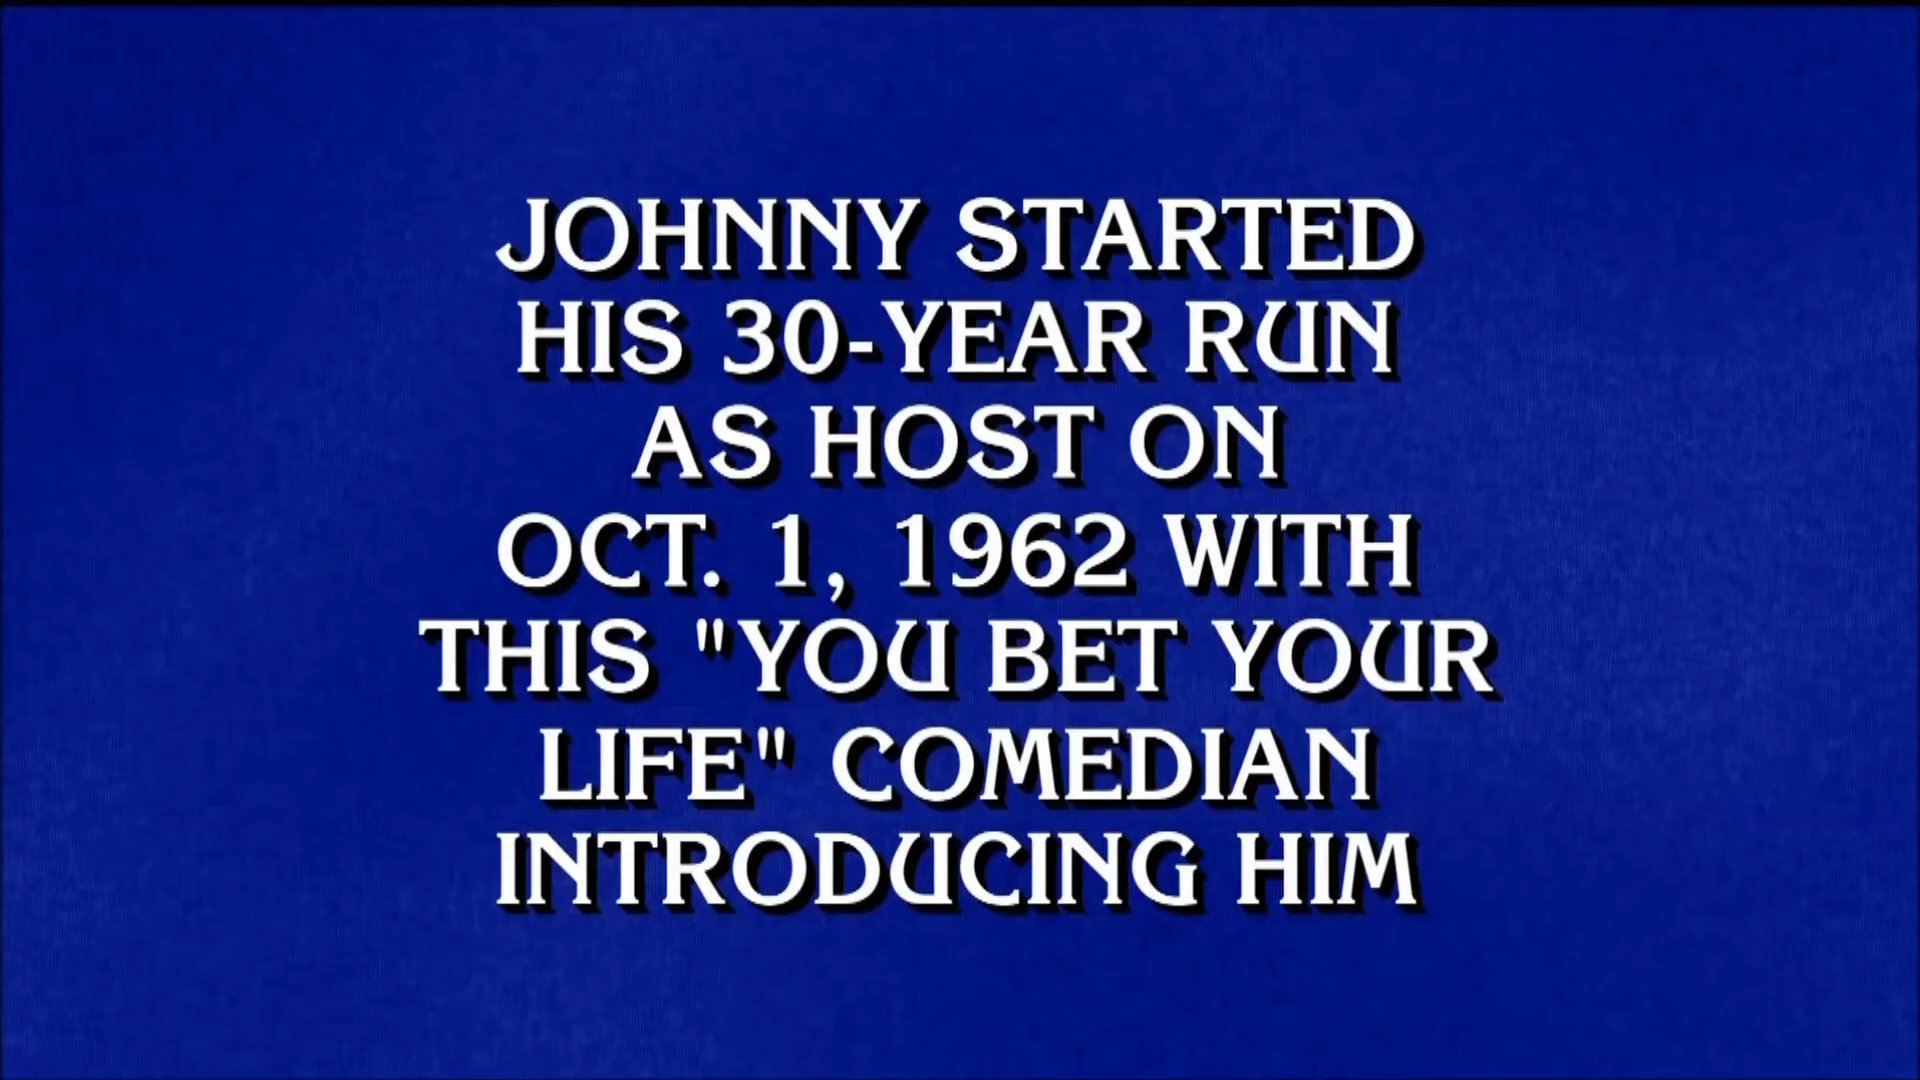 JOHNNY STARTED
HIS 30-YEAR RUN
AS HOST ON
OCT. 1, 1962 WITH
THIS "YOU BET YOUR
LIFE" COMEDIAN
INTRODUCING HIM